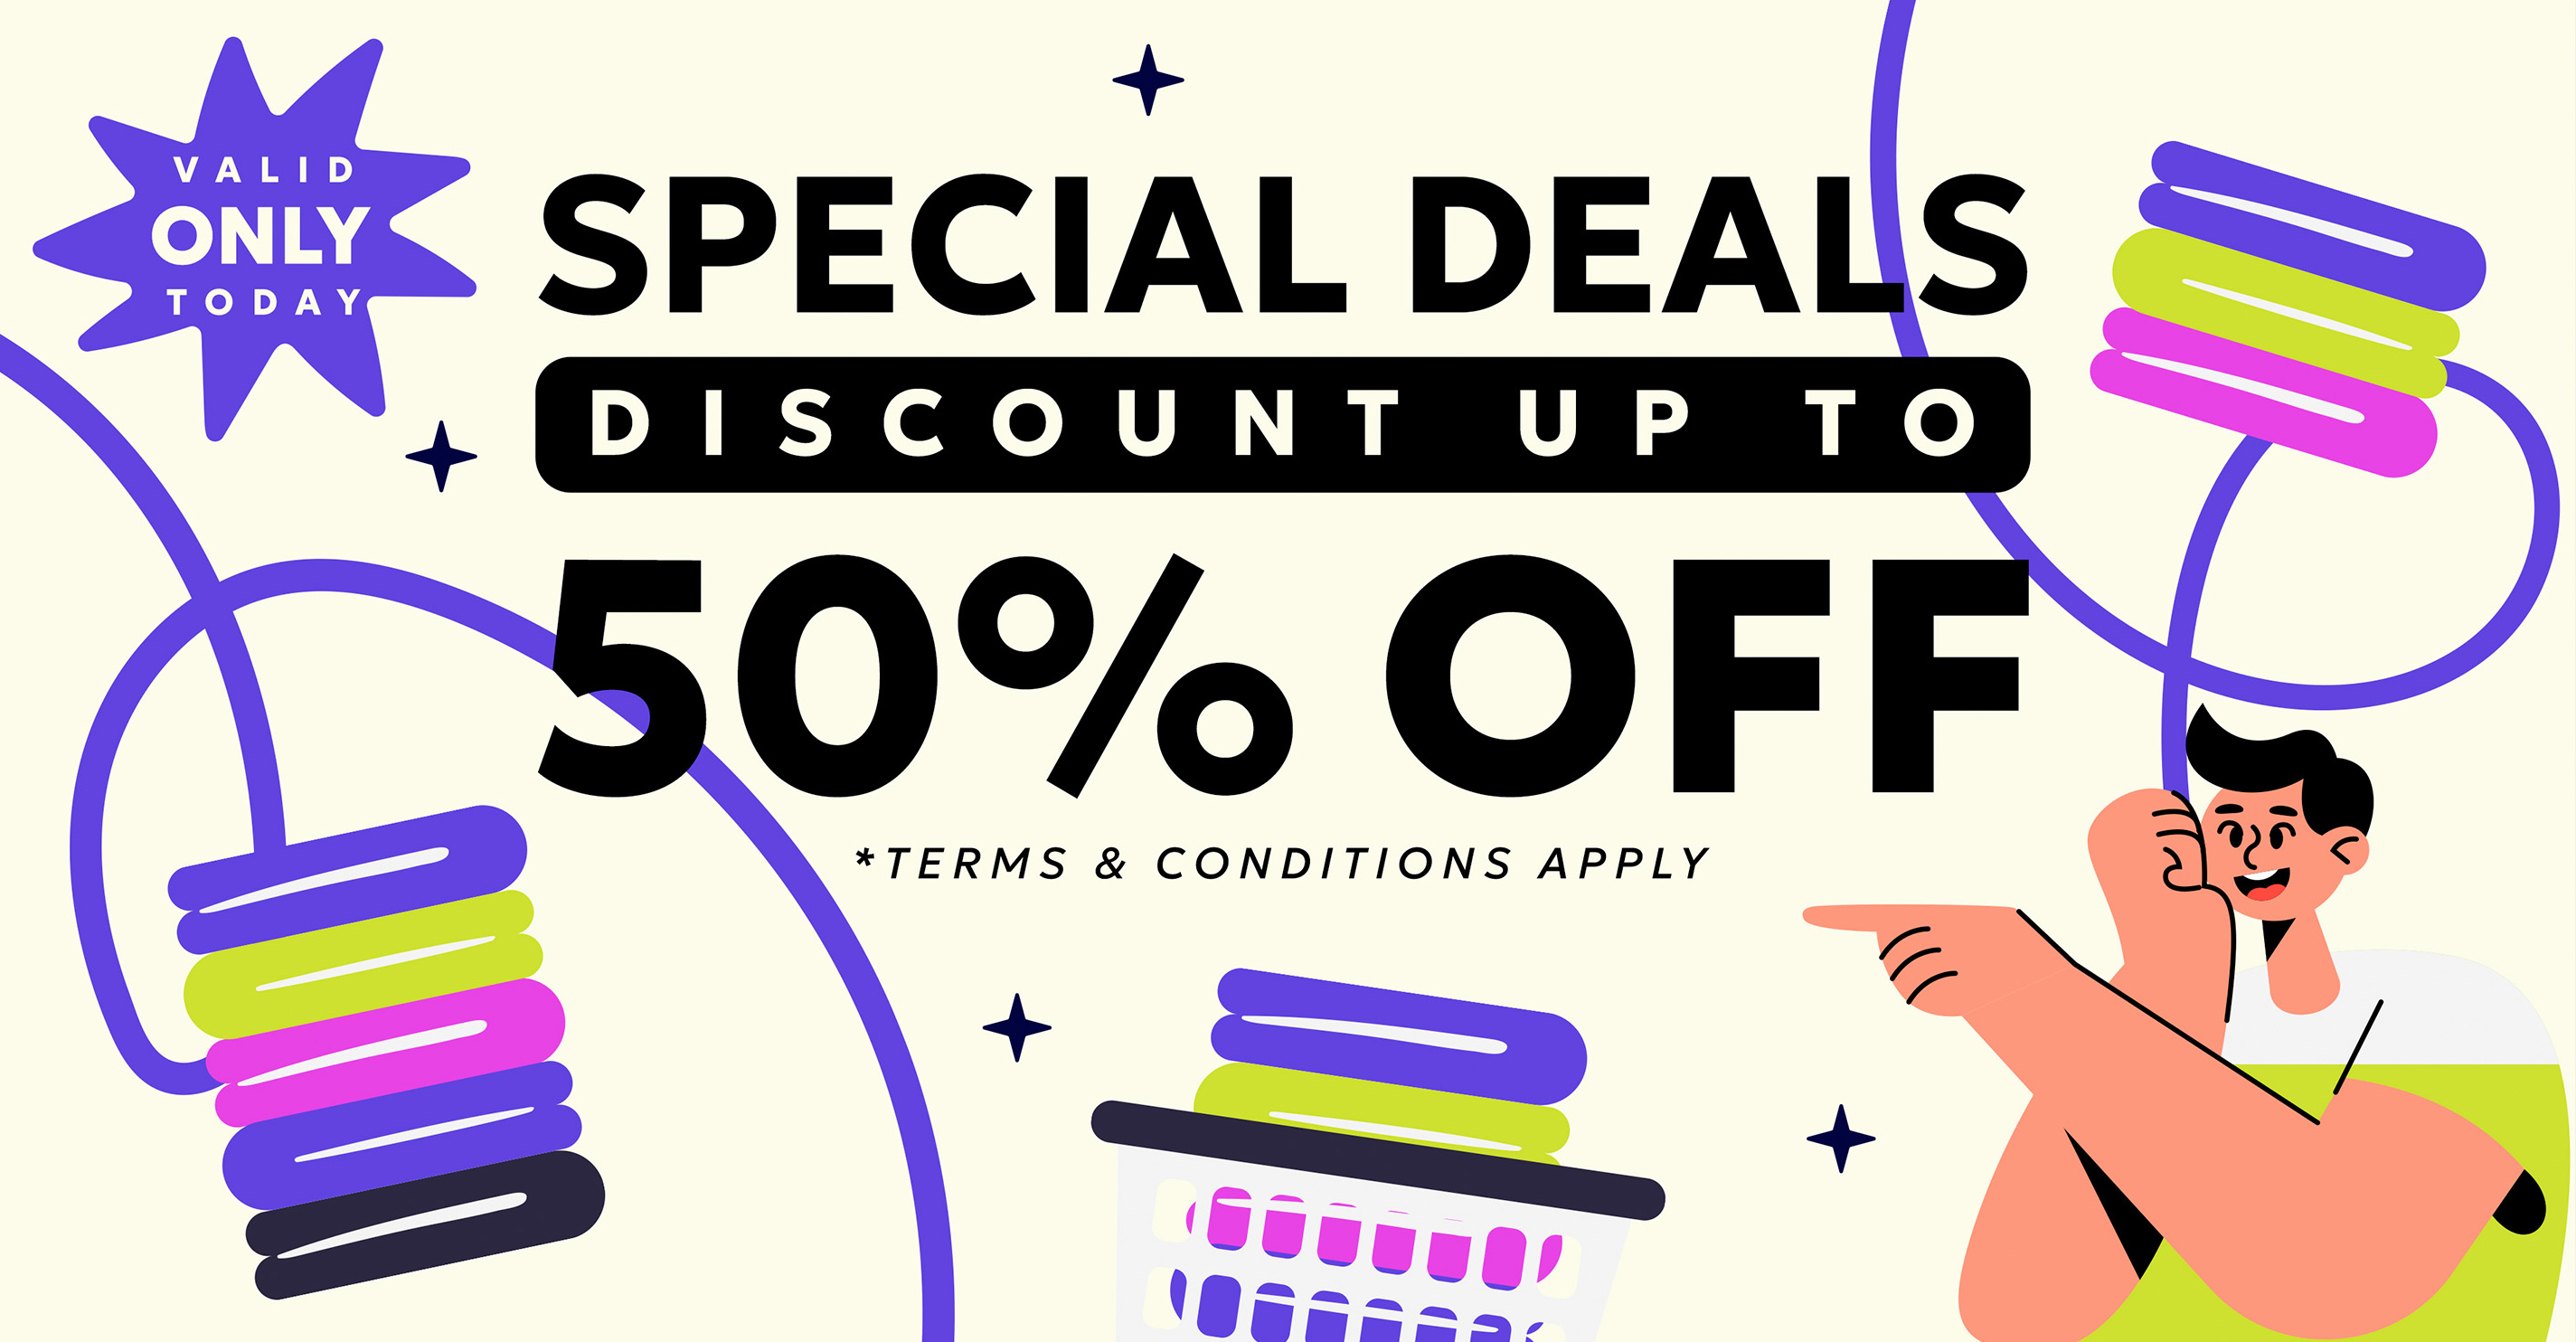 VALID
ONLY
TODAY
SPECIAL DEALS
DISCOUNT UP TO
50% OFF
*TERMS & CONDITIONS APPLY